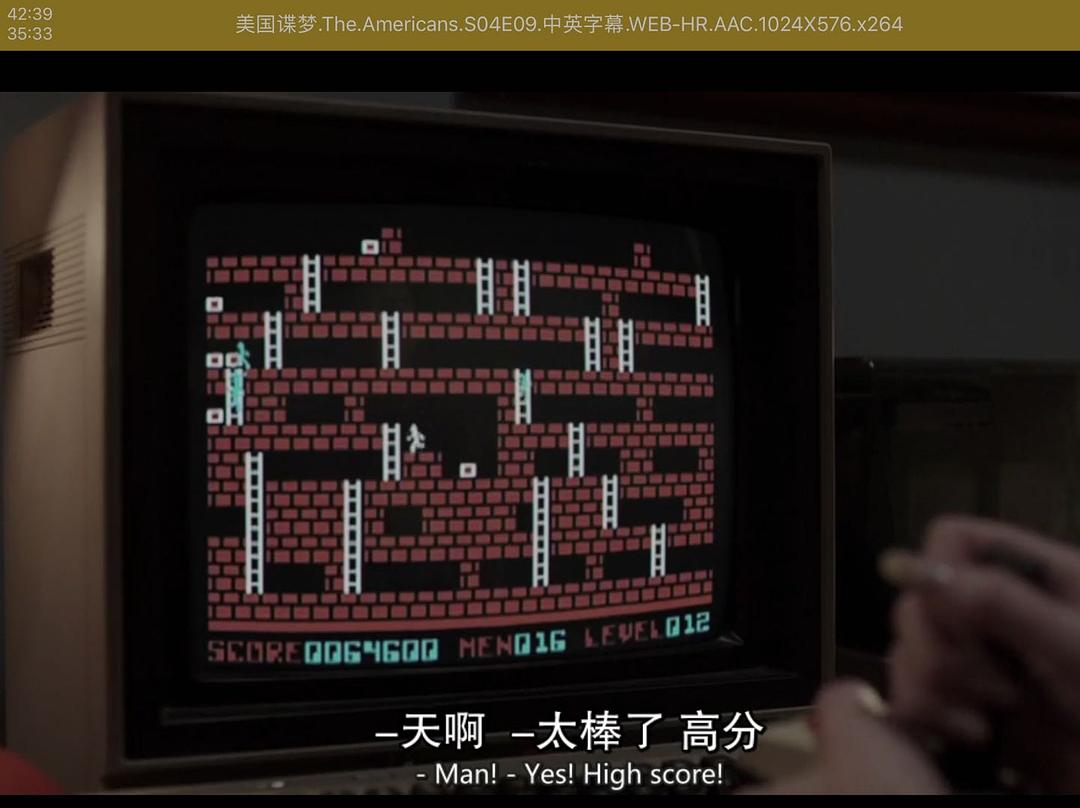 42:39
美国谍梦.The.Americans.S04E09.中英字幕.WEB-HR.AAC.1024X576.x264
35:33
SCORE0064600 MEN016 LEVEL012
–天啊 –太棒了 高分
- Man! - Yes! High score!